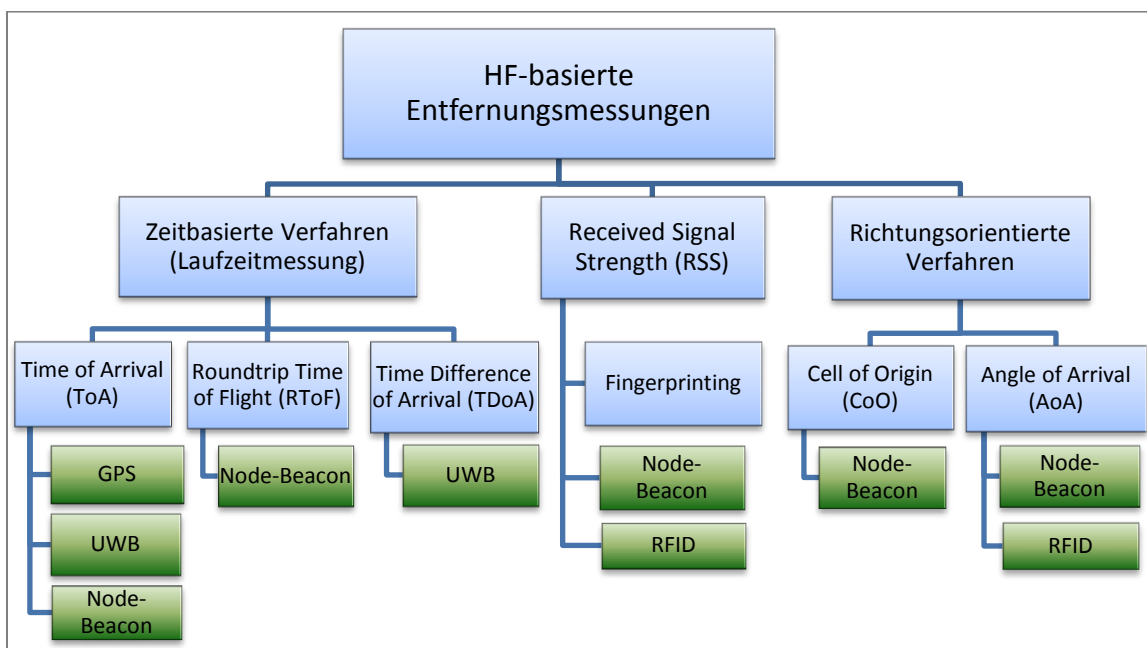 HF-basierte
Entfernungsmessungen
Zeitbasierte Verfahren
(Laufzeitmessung)
Received Signal
Strength (RSS)
Richtungsorientierte
Verfahren
Time of Arrival
(ToA)
Roundtrip Time
of Flight (RToF)
Time Difference
of Arrival (TDoA)
Fingerprinting
Cell of Origin
(CoO)
Angle of Arrival
(AoA)
GPS
UWB
Node-
Beacon
Node-Beacon
UWB
Node-
Beacon
RFID
Node-
Beacon
Node-
Beacon
RFID